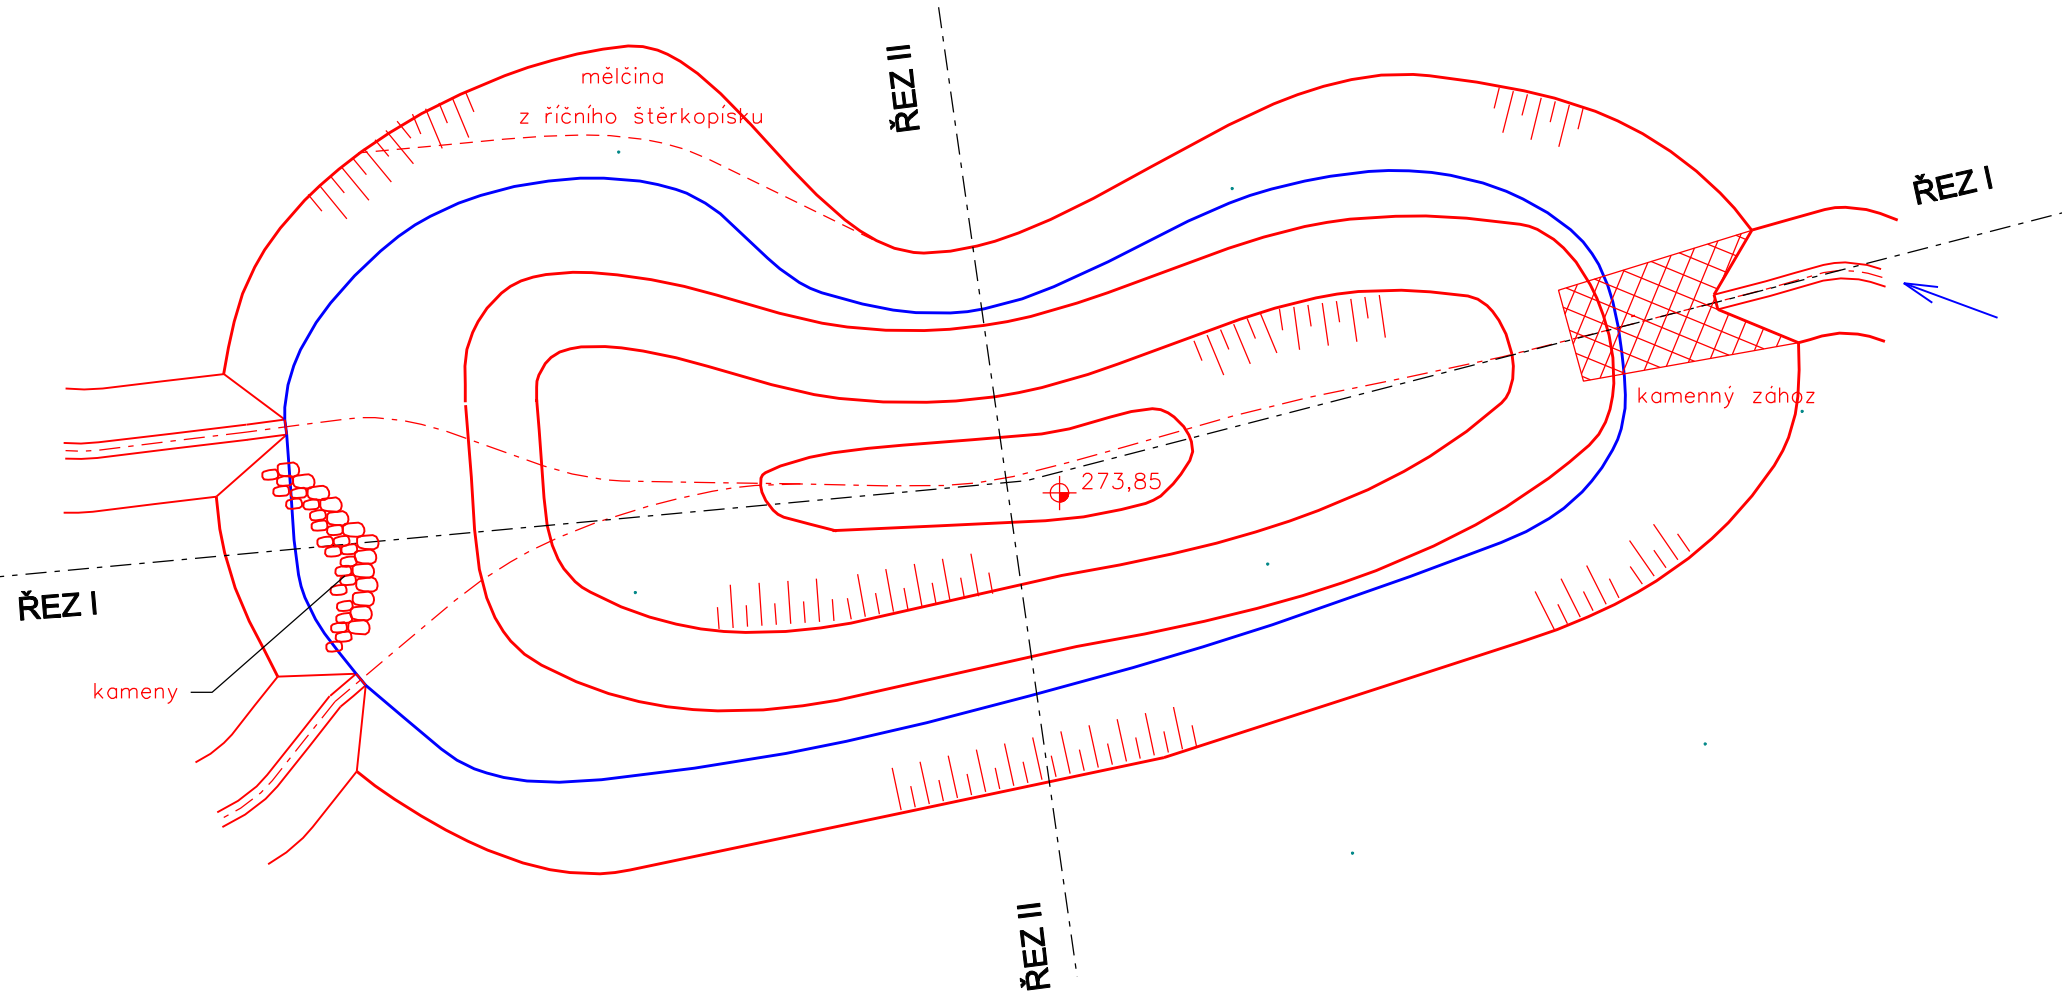 ŘEZ II
mělčina
z říčního štěrkopísku
ŘEZ I
kamenný zához
273,85
ŘEZ I
kameny
ŘEZ II